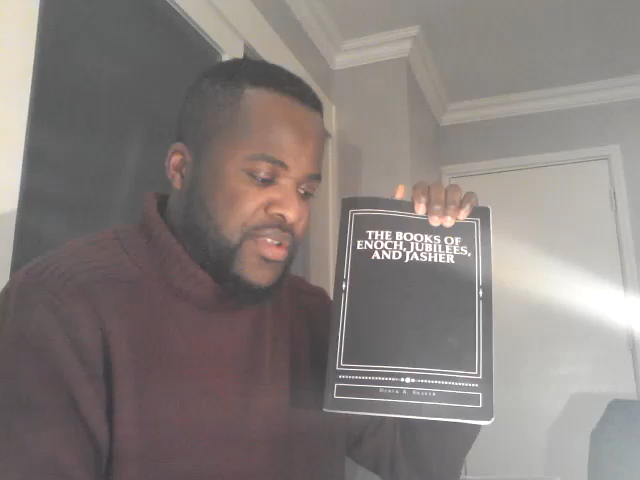 THE BOOKS OF
ENOCH, JUBILEES,
AND JASHER